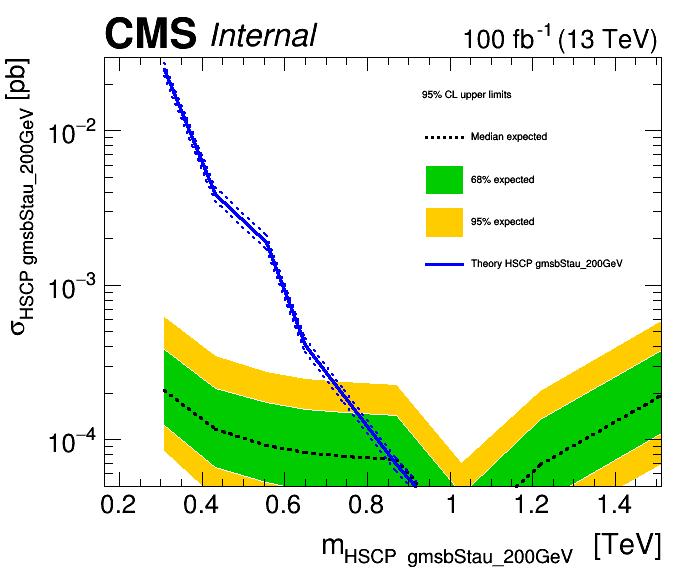 CMS Internal 100 fb⁻¹ (13 TeV)
σHSCP gmsbStau_200GeV [pb]
95% CL upper limits
Median expected
68% expected
95% expected
Theory HSCP gmsbStau_200GeV
10⁻²
10⁻³
10⁻⁴
0.2 0.4 0.6 0.8 1 1.2 1.4
mHSCP gmsbStau_200GeV [TeV]